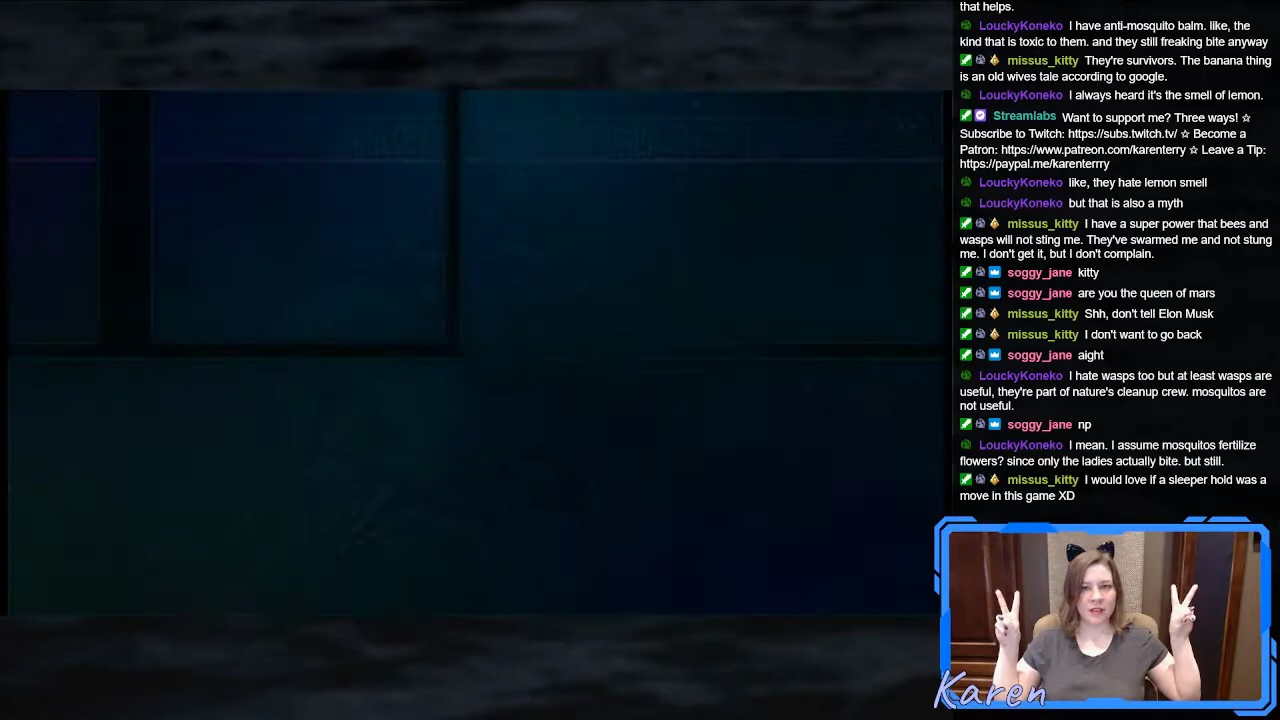 that helps.
LouckyKoneko I have anti-mosquito balm. like, the
kind that is toxic to them. and they still freaking bite anyway
missus_kitty They're survivors. The banana thing
is an old wives tale according to google.
LouckyKoneko I always heard it's the smell of lemon.
Streamlabs Want to support me? Three ways! ☆
Subscribe to Twitch: https://subs.twitch.tv/ ☆ Become a
Patron: https://www.patreon.com/karenterry ☆ Leave a Tip:
https://paypal.me/karenterrry
LouckyKoneko like, they hate lemon smell
LouckyKoneko but that is also a myth
missus_kitty I have a super power that bees and
wasps will not sting me. They've swarmed me and not stung
me. I don't get it, but I don't complain.
soggy_jane kitty
soggy_jane are you the queen of mars
missus_kitty Shh, don't tell Elon Musk
missus_kitty I don't want to go back
soggy_jane aight
LouckyKoneko I hate wasps too but at least wasps are
useful, they're part of nature's cleanup crew. mosquitos are
not useful.
soggy_jane np
LouckyKoneko I mean. I assume mosquitos fertilize
flowers? since only the ladies actually bite. but still.
missus_kitty I would love if a sleeper hold was a
move in this game XD
Karen